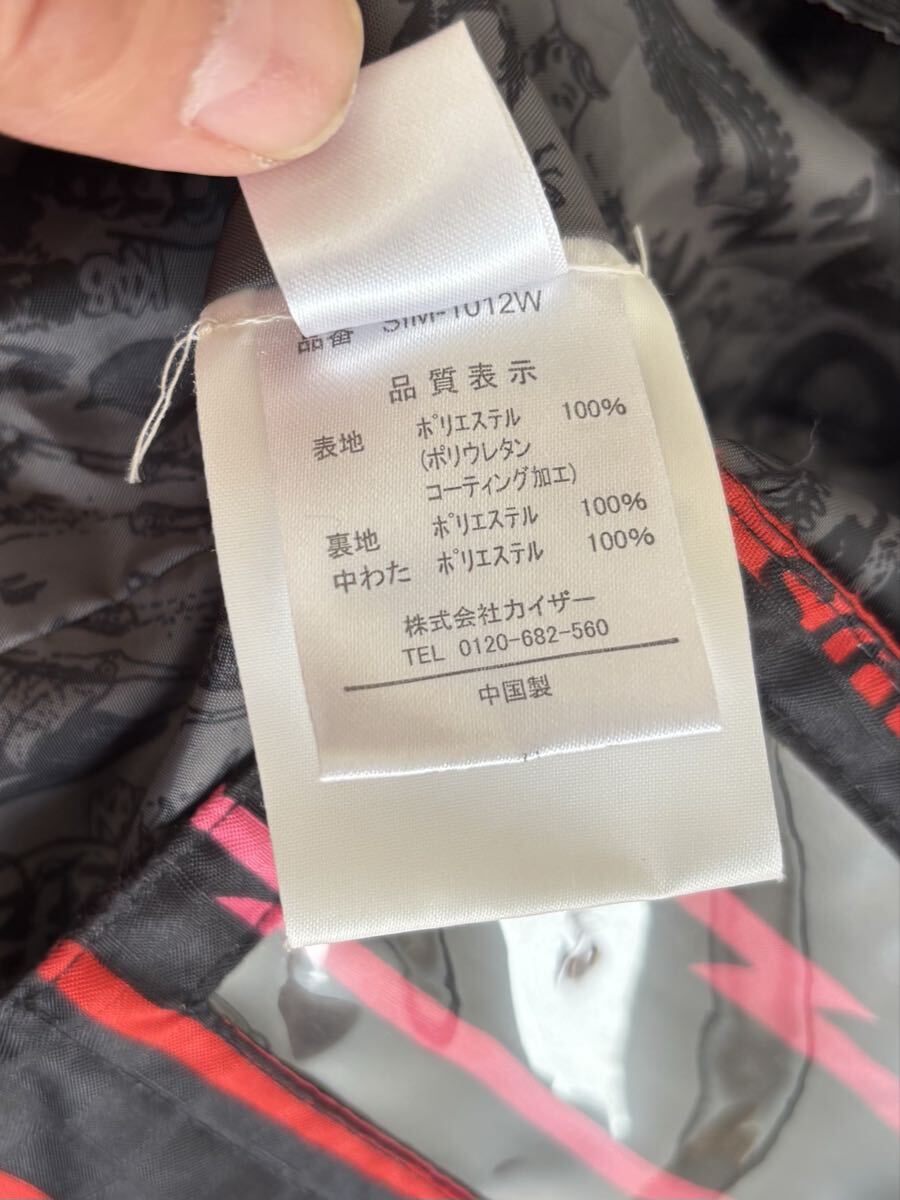 品番 SIM-1012W
品質表示
表地 ポリエステル 100%
(ポリウレタン
コーティング加工)
裏地 ポリエステル 100%
中わた ポリエステル 100%
株式会社カイザー
TEL 0120-682-560
中国製